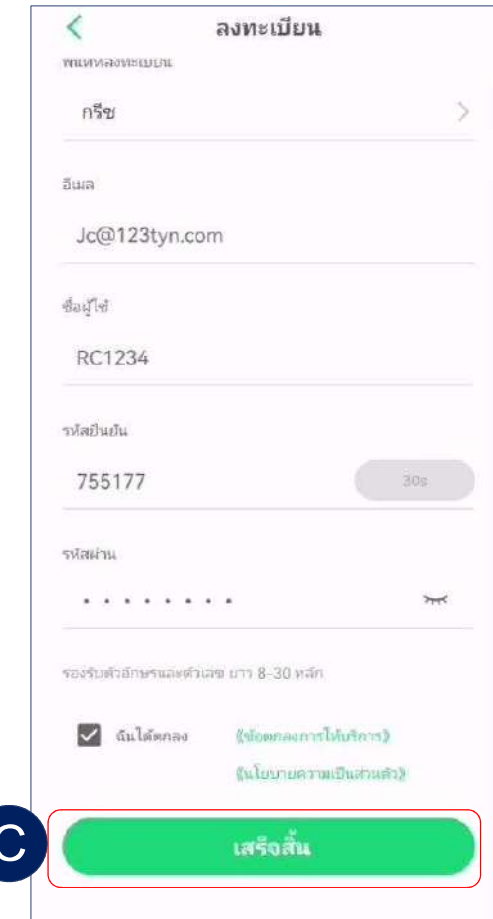 ลงทะเบียน
กรีซ
อีเมล
Jc@123tyn.com
ชื่อผู้ใช้
RC1234
รหัสยืนยัน
755177
30s
รหัสผ่าน
รองรับตัวอักษรและตัวเลข ยาว 8-30 หลัก
ฉันได้ตกลง
《ข้อตกลงการให้บริการ》
《นโยบายความเป็นส่วนตัว》
C
เสร็จสิ้น